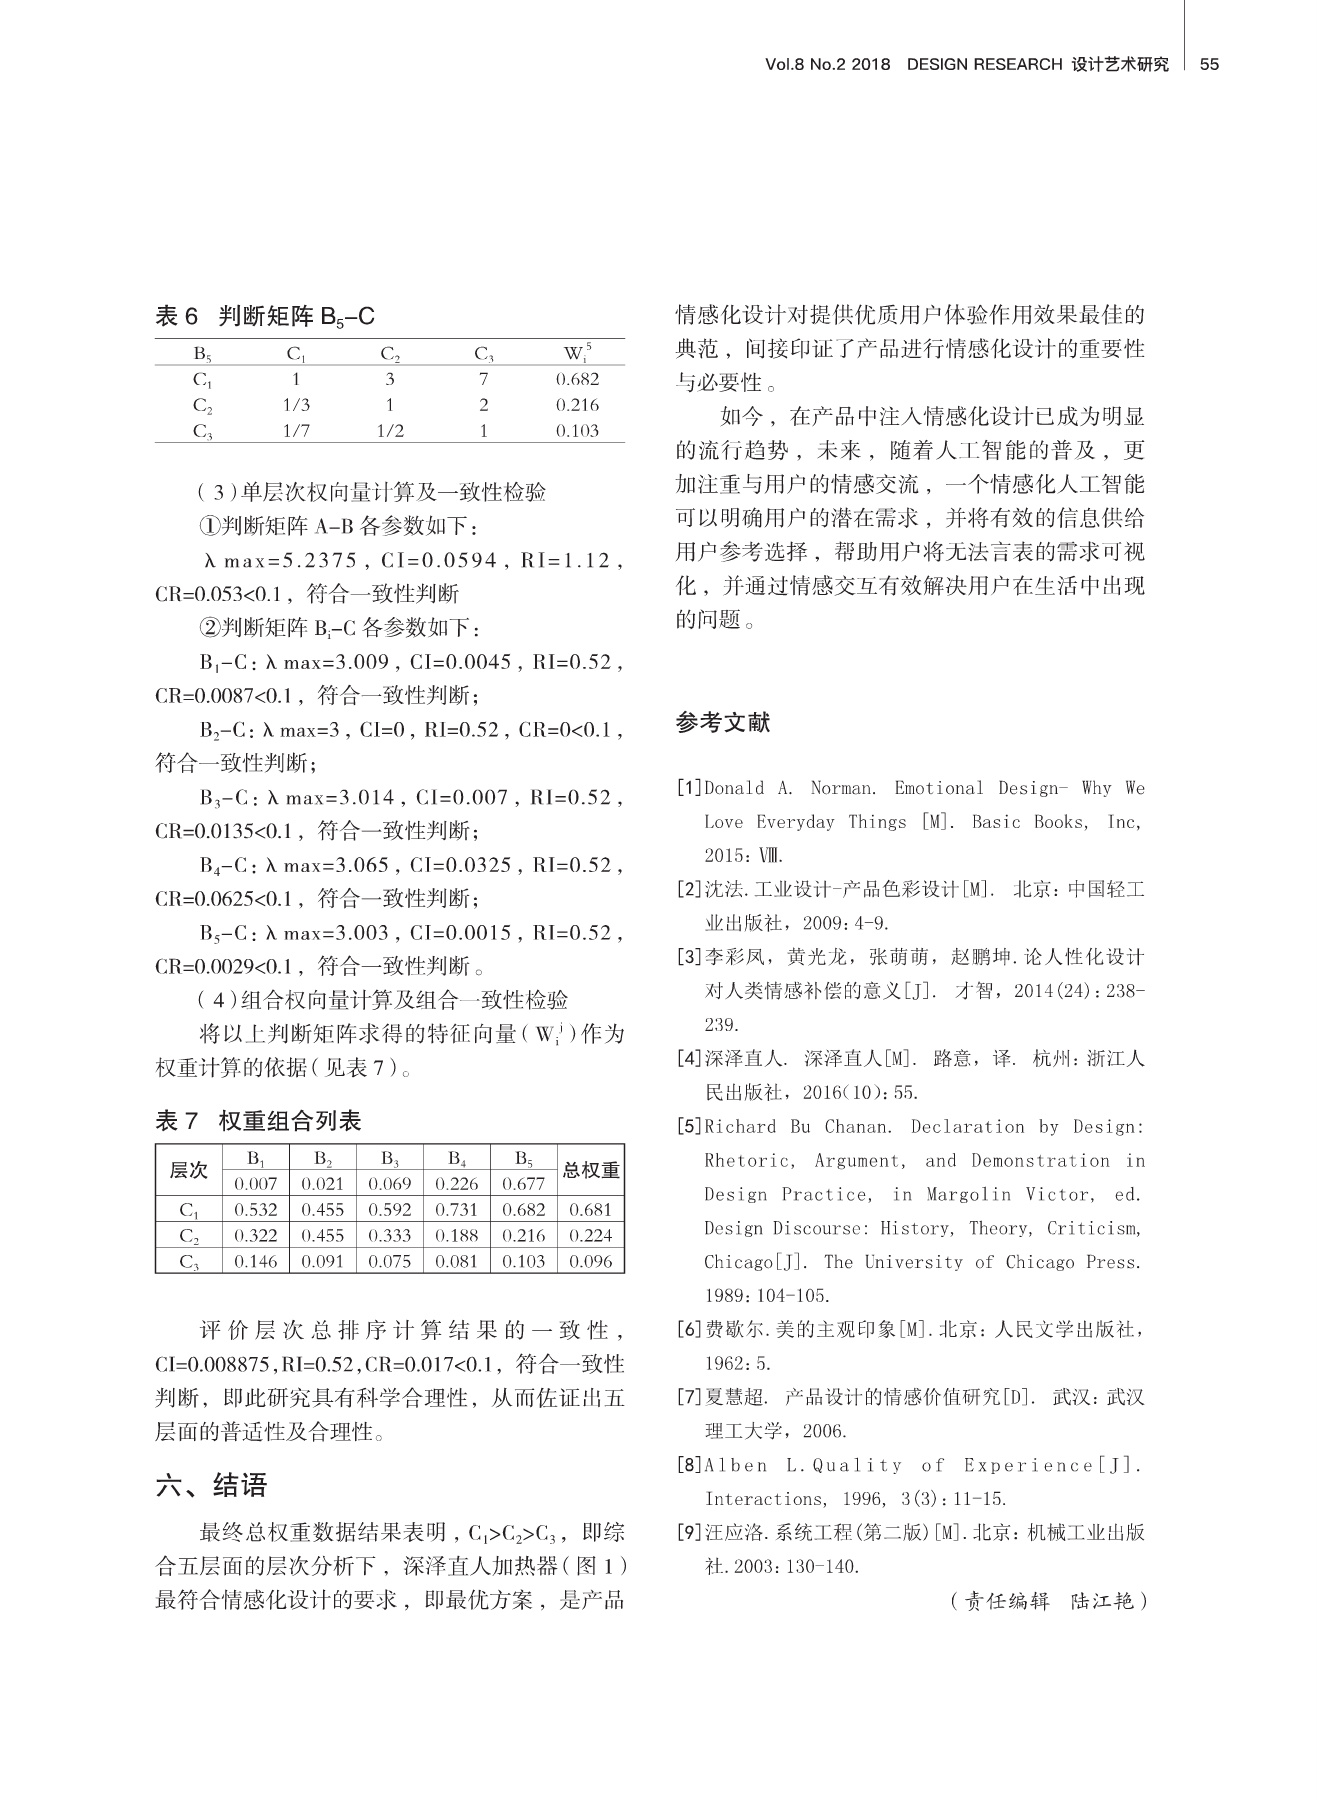 Vol.8 No.2 2018 DESIGN RESEARCH 设计艺术研究 55
表 6 判断矩阵 B5-C
B5 C1 C2 C3 Wi5
C1 1 3 7 0.682
C2 1/3 1 2 0.216
C3 1/7 1/2 1 0.103
（3）单层次权向量计算及一致性检验
①判断矩阵 A-B 各参数如下：
λ max=5.2375，CI=0.0594，RI=1.12，
CR=0.053<0.1，符合一致性判断
②判断矩阵 Bi-C 各参数如下：
B1-C：λ max=3.009，CI=0.0045，RI=0.52，
CR=0.0087<0.1，符合一致性判断；
B2-C：λ max=3，CI=0，RI=0.52，CR=0<0.1，
符合一致性判断；
B3-C：λ max=3.014，CI=0.007，RI=0.52，
CR=0.0135<0.1，符合一致性判断；
B4-C：λ max=3.065，CI=0.0325，RI=0.52，
CR=0.0625<0.1，符合一致性判断；
B5-C：λ max=3.003，CI=0.0015，RI=0.52，
CR=0.0029<0.1，符合一致性判断。
（4）组合权向量计算及组合一致性检验
将以上判断矩阵求得的特征向量（Wij）作为
权重计算的依据（见表 7）。
表 7 权重组合列表
层次 B1 B2 B3 B4 B5 总权重
0.007 0.021 0.069 0.226 0.677
C1 0.532 0.455 0.592 0.731 0.682 0.681
C2 0.322 0.455 0.333 0.188 0.216 0.224
C3 0.146 0.091 0.075 0.081 0.103 0.096
评价层次总排序计算结果的一致性，
CI=0.008875,RI=0.52,CR=0.017<0.1，符合一致性
判断，即此研究具有科学合理性，从而佐证出五
层面的普适性及合理性。
六、结语
最终总权重数据结果表明，C1>C2>C3，即综
合五层面的层次分析下，深泽直人加热器（图 1）
最符合情感化设计的要求，即最优方案，是产品
情感化设计对提供优质用户体验作用效果最佳的
典范，间接印证了产品进行情感化设计的重要性
与必要性。
如今，在产品中注入情感化设计已成为明显
的流行趋势，未来，随着人工智能的普及，更
加注重与用户的情感交流，一个情感化人工智能
可以明确用户的潜在需求，并将有效的信息供给
用户参考选择，帮助用户将无法言表的需求可视
化，并通过情感交互有效解决用户在生活中出现
的问题。
参考文献
[1]Donald A. Norman. Emotional Design- Why We
Love Everyday Things [M]. Basic Books, Inc,
2015：Ⅷ.
[2]沈法.工业设计-产品色彩设计[M]. 北京：中国轻工
业出版社，2009：4-9.
[3]李彩凤，黄光龙，张萌萌，赵鹏坤.论人性化设计
对人类情感补偿的意义[J]. 才智，2014(24)：238-
239.
[4]深泽直人. 深泽直人[M]. 路意，译. 杭州：浙江人
民出版社，2016(10)：55.
[5]Richard Bu Chanan. Declaration by Design:
Rhetoric, Argument, and Demonstration in
Design Practice, in Margolin Victor, ed.
Design Discourse: History, Theory, Criticism,
Chicago[J]. The University of Chicago Press.
1989：104-105.
[6]费歇尔.美的主观印象[M].北京：人民文学出版社，
1962：5.
[7]夏慧超. 产品设计的情感价值研究[D]. 武汉：武汉
理工大学，2006.
[8]Alben L.Quality of Experience[J].
Interactions, 1996, 3(3)：11-15.
[9]汪应洛.系统工程(第二版)[M].北京：机械工业出版
社.2003：130-140.
（责任编辑 陆江艳）